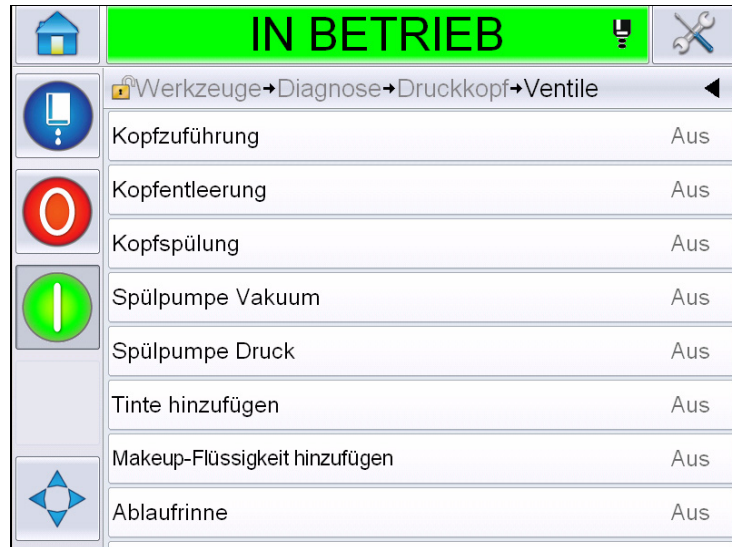 IN BETRIEB
Werkzeuge→Diagnose→Druckkopf→Ventile
Kopfzuführung Aus
Kopfentleerung Aus
Kopfspülung Aus
Spülpumpe Vakuum Aus
Spülpumpe Druck Aus
Tinte hinzufügen Aus
Makeup-Flüssigkeit hinzufügen Aus
Ablaufrinne Aus